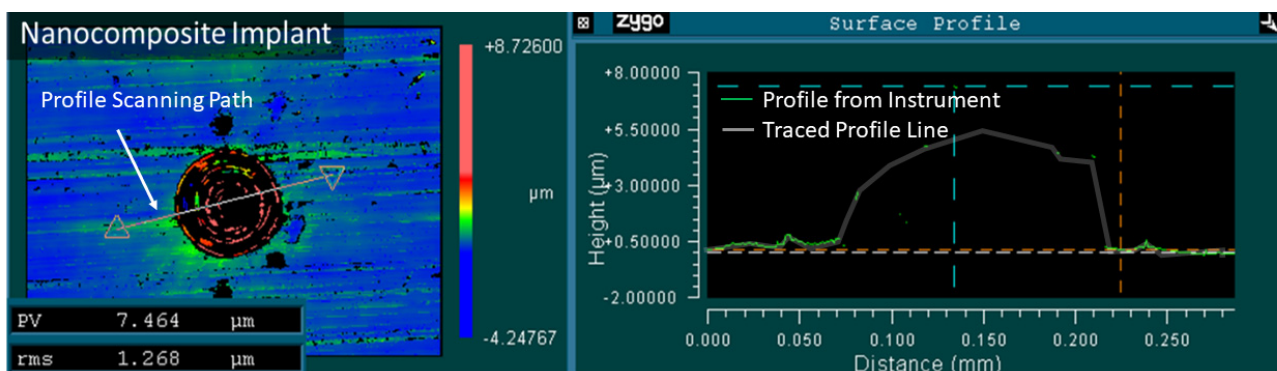 Nanocomposite Implant
Profile Scanning Path
+8.72600
µm
-4.24767
PV 7.464 µm
rms 1.268 µm
zygo
Surface Profile
Profile from Instrument
Traced Profile Line
Height (µm)
+8.00000
+5.50000
+3.00000
+0.50000
-2.00000
0.000 0.050 0.100 0.150 0.200 0.250
Distance (mm)